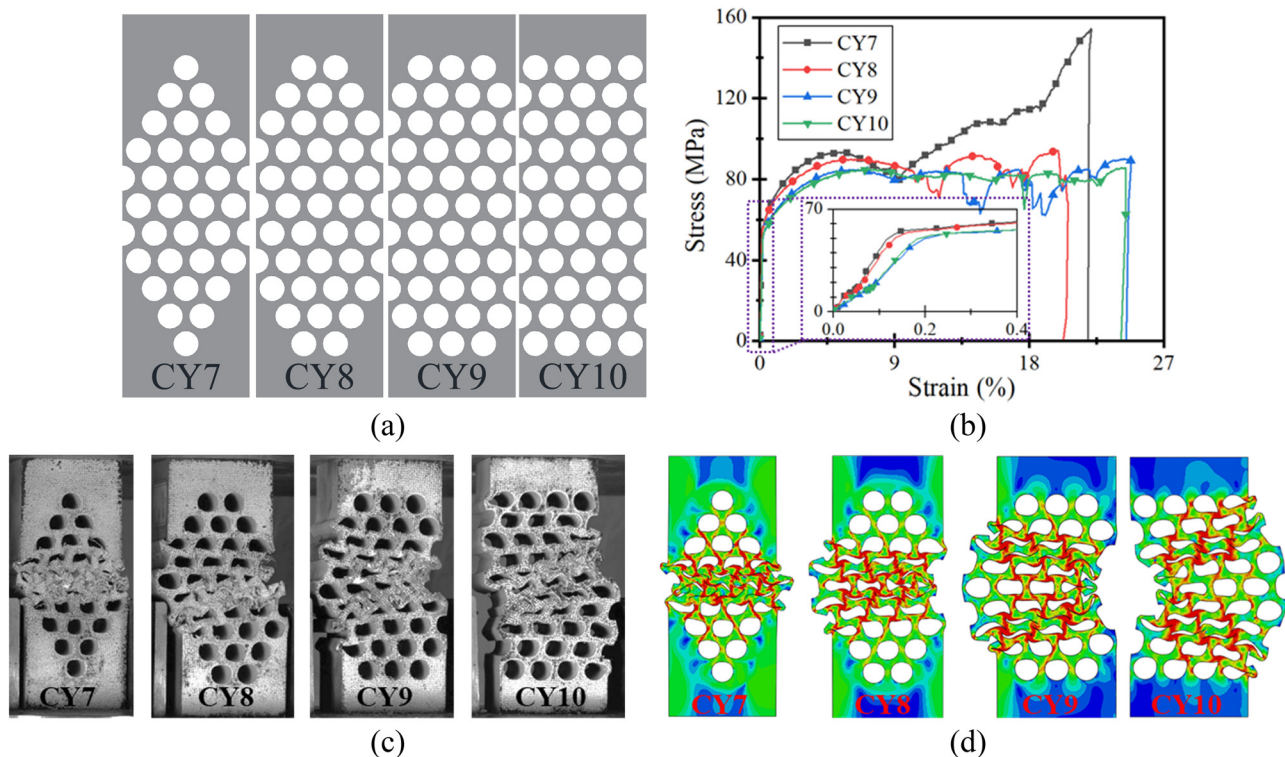 CY7 CY8 CY9 CY10
(a)
Stress (MPa)
160
120
80
40
0
CY7
CY8
CY9
CY10
70
0
0.0 0.2 0.4
0 9 18 27
Strain (%)
(b)
CY7 CY8 CY9 CY10
(c)
CY7 CY8 CY9 CY10
(d)